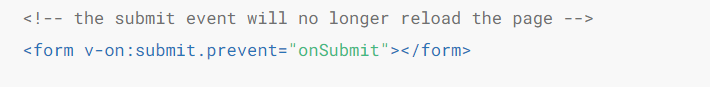 <!-- the submit event will no longer reload the page -->
<form v-on:submit.prevent="onSubmit"></form>